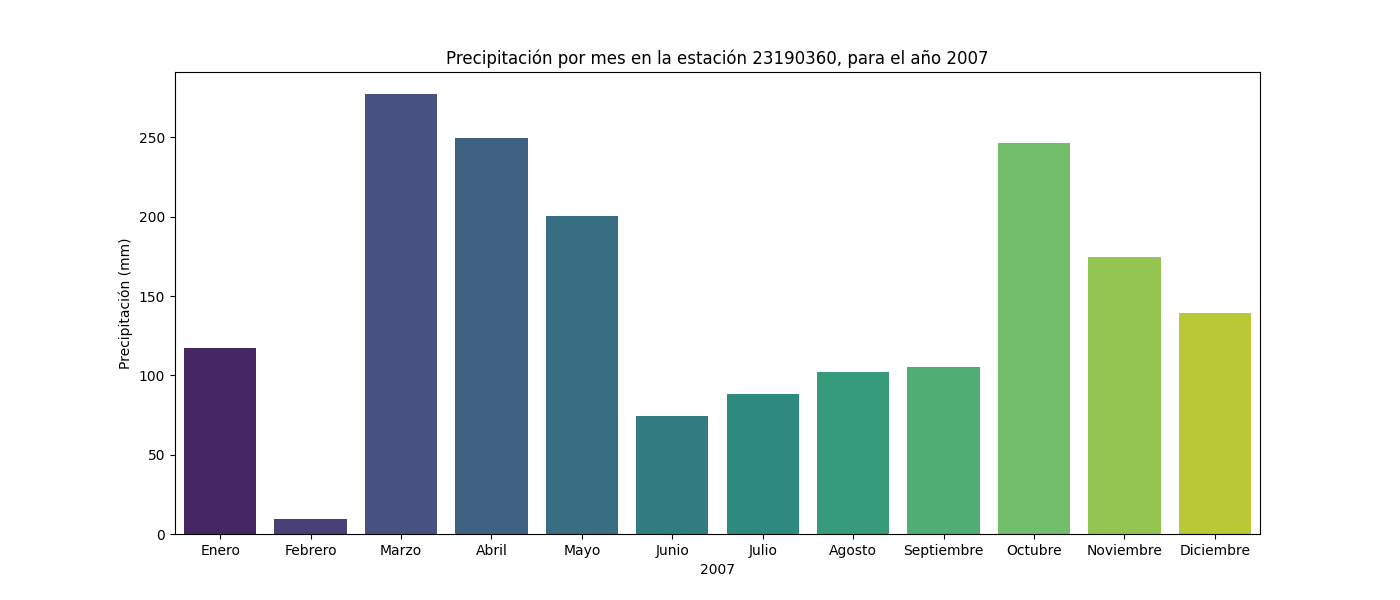 Precipitación por mes en la estación 23190360, para el año 2007
Precipitación (mm)
250
200
150
100
50
0
Enero Febrero Marzo Abril Mayo Junio Julio Agosto Septiembre Octubre Noviembre Diciembre
2007